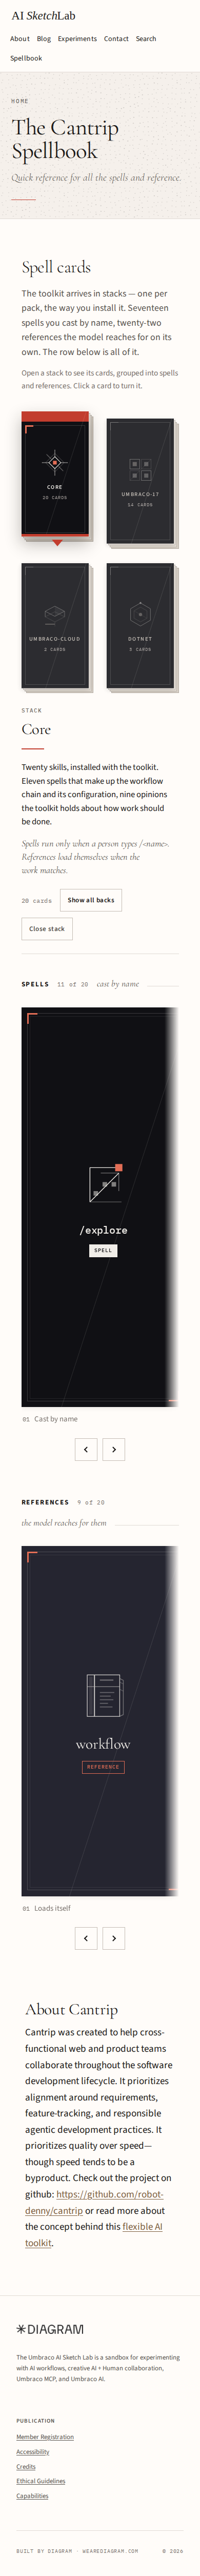 AI SketchLab
About Blog Experiments Contact Search
Spellbook
HOME
The Cantrip
Spellbook
Quick reference for all the spells and reference.
Spell cards
The toolkit arrives in stacks — one per
pack, the way you install it. Seventeen
spells you cast by name, twenty-two
references the model reaches for on its
own. The row below is all of it.
Open a stack to see its cards, grouped into spells
and references. Click a card to turn it.
CORE
20 CARDS
UMBRACO-17
14 CARDS
UMBRACO-CLOUD
2 CARDS
DOTNET
3 CARDS
STACK
Core
Twenty skills, installed with the toolkit.
Eleven spells that make up the workflow
chain and its configuration, nine opinions
the toolkit holds about how work should
be done.
Spells run only when a person types /<name>.
References load themselves when the
work matches.
20 cards Show all backs
Close stack
SPELLS 11 of 20 cast by name
/explore
SPELL
01 Cast by name
REFERENCES 9 of 20
the model reaches for them
workflow
REFERENCE
01 Loads itself
About Cantrip
Cantrip was created to help cross-
functional web and product teams
collaborate throughout the software
development lifecycle. It prioritizes
alignment around requirements,
feature-tracking, and responsible
agentic development practices. It
prioritizes quality over speed—
though speed tends to be a
byproduct. Check out the project on
github: https://github.com/robot-
denny/cantrip or read more about
the concept behind this flexible AI
toolkit.
DIAGRAM
The Umbraco AI Sketch Lab is a sandbox for experimenting
with AI workflows, creative AI + Human collaboration,
Umbraco MCP, and Umbraco AI.
PUBLICATION
Member Registration
Accessibility
Credits
Ethical Guidelines
Capabilities
BUILT BY DIAGRAM · WEAREDIAGRAM.COM © 2026